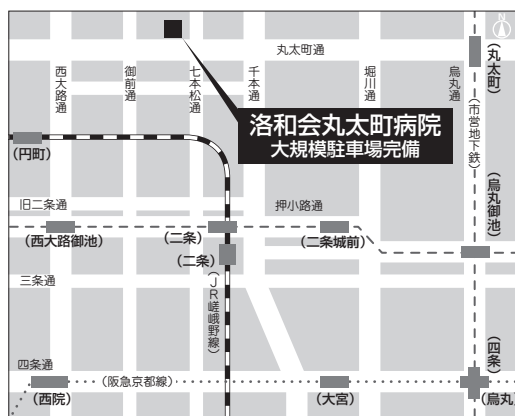 N
丸太町通
西大路通
御前通
七本松通
千本通
堀川通
烏丸通
(丸太町)
(市営地下鉄)
洛和会丸太町病院
大規模駐車場完備
(円町)
旧二条通
押小路通
(烏丸御池)
(西大路御池)
(二条)
(二条城前)
(二条)
三条通
(JR嵯峨野線)
四条通
(阪急京都線)
(四条)
(西院)
(大宮)
(烏丸)